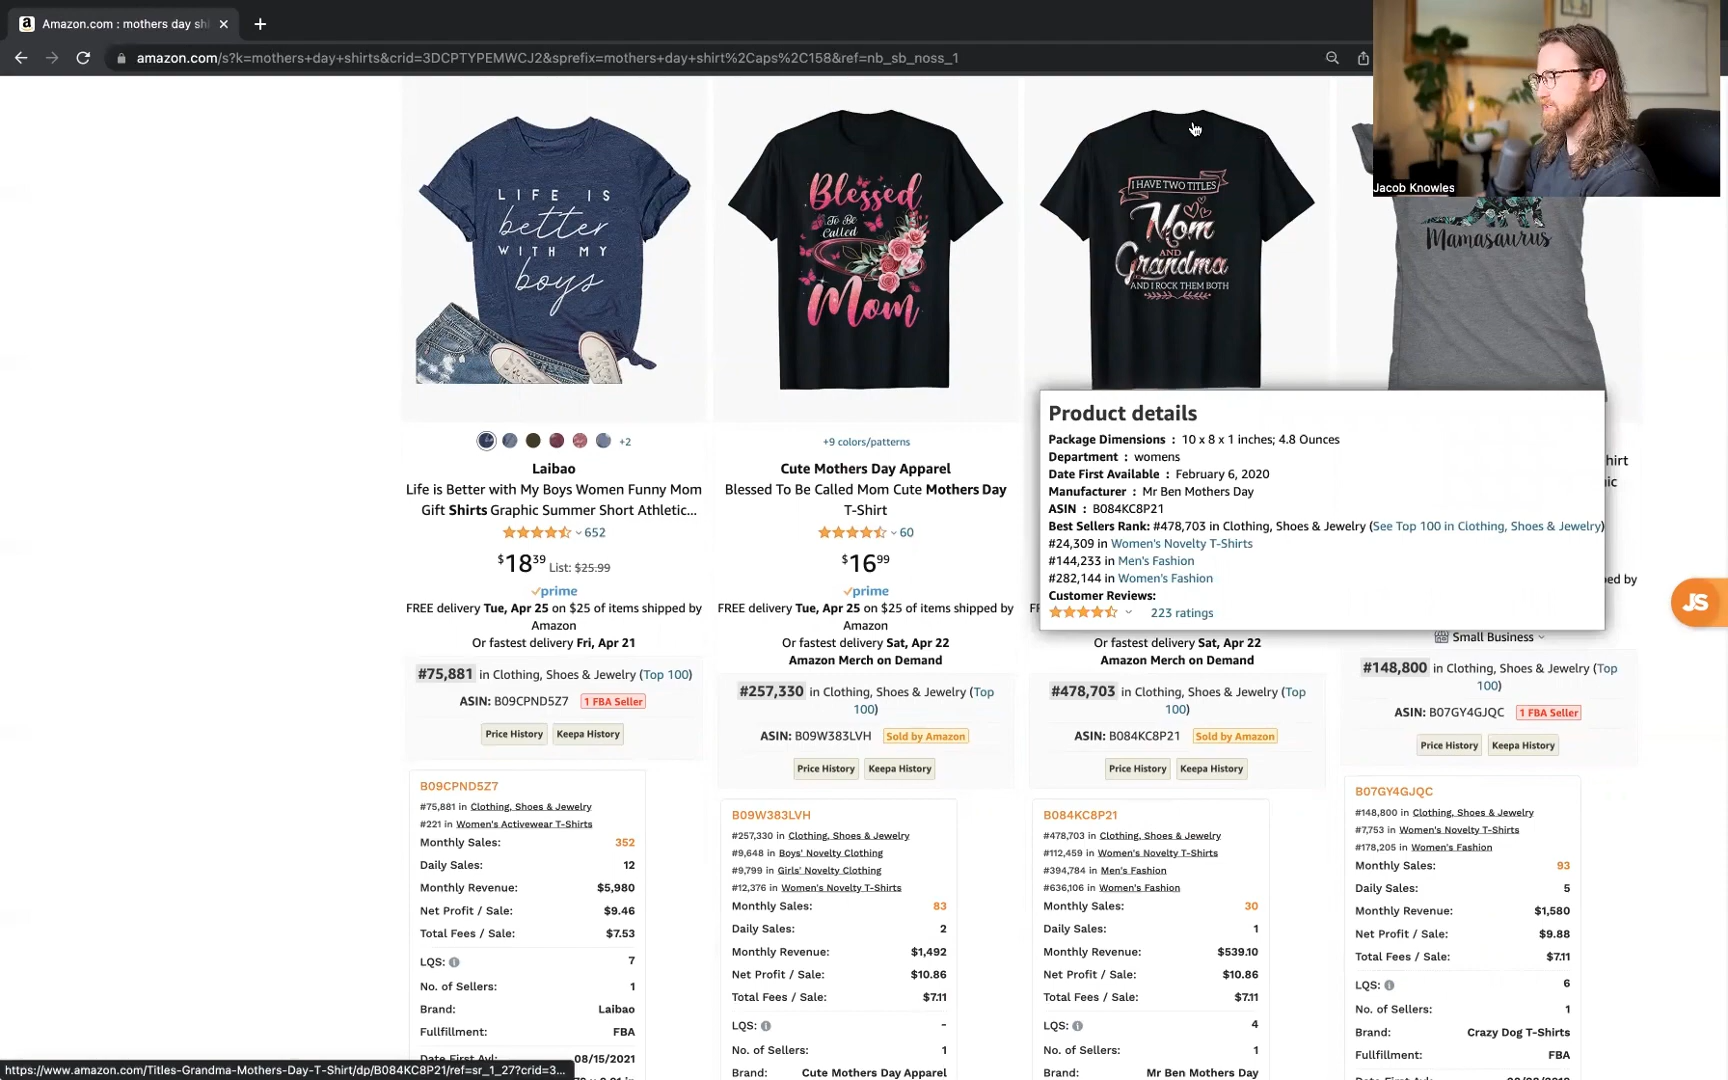 Amazon.com : mothers day shi
amazon.com/s?k=mothers+day+shirts&crid=3DCPTYPEMWCJ2&sprefix=mothers+day+shirt%2Caps%2C158&ref=nb_sb_noss_1
Jacob Knowles
LIFE IS
better
WITH MY
boys
Blessed
To Be
Called
Mom
I HAVE TWO TITLES
Mom
AND
Grandma
AND I ROCK THEM BOTH
Mamasaurus
+2
Laibao
Life is Better with My Boys Women Funny Mom
Gift Shirts Graphic Summer Short Athletic...
652
$18 39 List: $25.99
prime
FREE delivery Tue, Apr 25 on $25 of items shipped by
Amazon
Or fastest delivery Fri, Apr 21
#75,881 in Clothing, Shoes & Jewelry (Top 100)
ASIN: B09CPND5Z7 1 FBA Seller
Price History Keepa History
B09CPND5Z7
#75,881 in Clothing, Shoes & Jewelry
#221 in Women's Activewear T-Shirts
Monthly Sales: 352
Daily Sales: 12
Monthly Revenue: $5,980
Net Profit / Sale: $9.46
Total Fees / Sale: $7.53
LQS: 7
No. of Sellers: 1
Brand: Laibao
Fullfillment: FBA
Date First Avl: 08/15/2021
+9 colors/patterns
Cute Mothers Day Apparel
Blessed To Be Called Mom Cute Mothers Day
T-Shirt
60
$16 99
prime
FREE delivery Tue, Apr 25 on $25 of items shipped by
Amazon
Or fastest delivery Sat, Apr 22
Amazon Merch on Demand
#257,330 in Clothing, Shoes & Jewelry (Top
100)
ASIN: B09W383LVH Sold by Amazon
Price History Keepa History
B09W383LVH
#257,330 in Clothing, Shoes & Jewelry
#9,648 in Boys' Novelty Clothing
#9,799 in Girls' Novelty Clothing
#12,376 in Women's Novelty T-Shirts
Monthly Sales: 83
Daily Sales: 2
Monthly Revenue: $1,492
Net Profit / Sale: $10.86
Total Fees / Sale: $7.11
LQS: -
No. of Sellers: 1
Brand: Cute Mothers Day Apparel
Product details
Package Dimensions : 10 x 8 x 1 inches; 4.8 Ounces
Department : womens
Date First Available : February 6, 2020
Manufacturer : Mr Ben Mothers Day
ASIN : B084KC8P21
Best Sellers Rank: #478,703 in Clothing, Shoes & Jewelry (See Top 100 in Clothing, Shoes & Jewelry)
#24,309 in Women's Novelty T-Shirts
#144,233 in Men's Fashion
#282,144 in Women's Fashion
Customer Reviews:
223 ratings
Or fastest delivery Sat, Apr 22
Amazon Merch on Demand
#478,703 in Clothing, Shoes & Jewelry (Top
100)
ASIN: B084KC8P21 Sold by Amazon
Price History Keepa History
B084KC8P21
#478,703 in Clothing, Shoes & Jewelry
#112,459 in Women's Novelty T-Shirts
#394,784 in Men's Fashion
#636,106 in Women's Fashion
Monthly Sales: 30
Daily Sales: 1
Monthly Revenue: $539.10
Net Profit / Sale: $10.86
Total Fees / Sale: $7.11
LQS: 4
No. of Sellers: 1
Brand: Mr Ben Mothers Day
hirt
ic
ped by
Small Business
#148,800 in Clothing, Shoes & Jewelry (Top
100)
ASIN: B07GY4GJQC 1 FBA Seller
Price History Keepa History
B07GY4GJQC
#148,800 in Clothing, Shoes & Jewelry
#7,753 in Women's Novelty T-Shirts
#178,205 in Women's Fashion
Monthly Sales: 93
Daily Sales: 5
Monthly Revenue: $1,580
Net Profit / Sale: $9.88
Total Fees / Sale: $7.11
LQS: 6
No. of Sellers: 1
Brand: Crazy Dog T-Shirts
Fullfillment: FBA
JS
https://www.amazon.com/Titles-Grandma-Mothers-Day-T-Shirt/dp/B084KC8P21/ref=sr_1_27?crid=3...